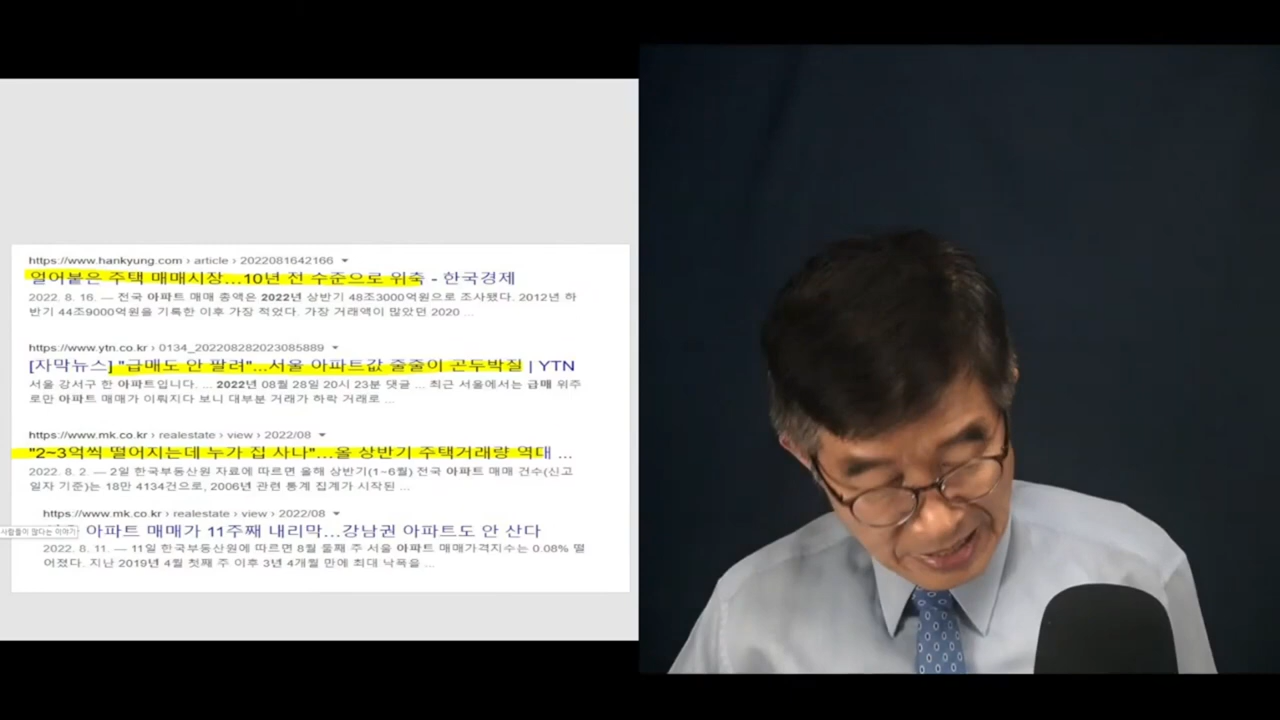 https://www.hankyung.com › article › 2022081642166
얼어붙은 주택 매매시장...10년 전 수준으로 위축 - 한국경제
2022. 8. 16. — 전국 아파트 매매 총액은 2022년 상반기 48조3000억원으로 조사됐다. 2012년 하
반기 44조9000억원을 기록한 이후 가장 적었다. 가장 거래액이 많았던 2020 ...
https://www.ytn.co.kr › 0134_202208282023085889
[자막뉴스] "급매도 안 팔려"...서울 아파트값 줄줄이 곤두박질 | YTN
서울 강서구 한 아파트입니다. ... 2022년 08월 28일 20시 23분 댓글 ... 최근 서울에서는 급매 위주
로만 아파트 매매가 이뤄지다 보니 대부분 거래가 하락 거래로 ...
https://www.mk.co.kr › realestate › view › 2022/08
"2~3억씩 떨어지는데 누가 집 사나"...올 상반기 주택거래량 역대 ...
2022. 8. 2. — 2일 한국부동산원 자료에 따르면 올해 상반기(1~6월) 전국 아파트 매매 건수(신고
일자 기준)는 18만 4134건으로, 2006년 관련 통계 집계가 시작된 ...
https://www.mk.co.kr › realestate › view › 2022/08
아파트 매매가 11주째 내리막...강남권 아파트도 안 산다
사람들이 많다는 이야기
2022. 8. 11. — 11일 한국부동산원에 따르면 8월 둘째 주 서울 아파트 매매가격지수는 0.08% 떨
어졌다. 지난 2019년 4월 첫째 주 이후 3년 4개월 만에 최대 낙폭을 ...